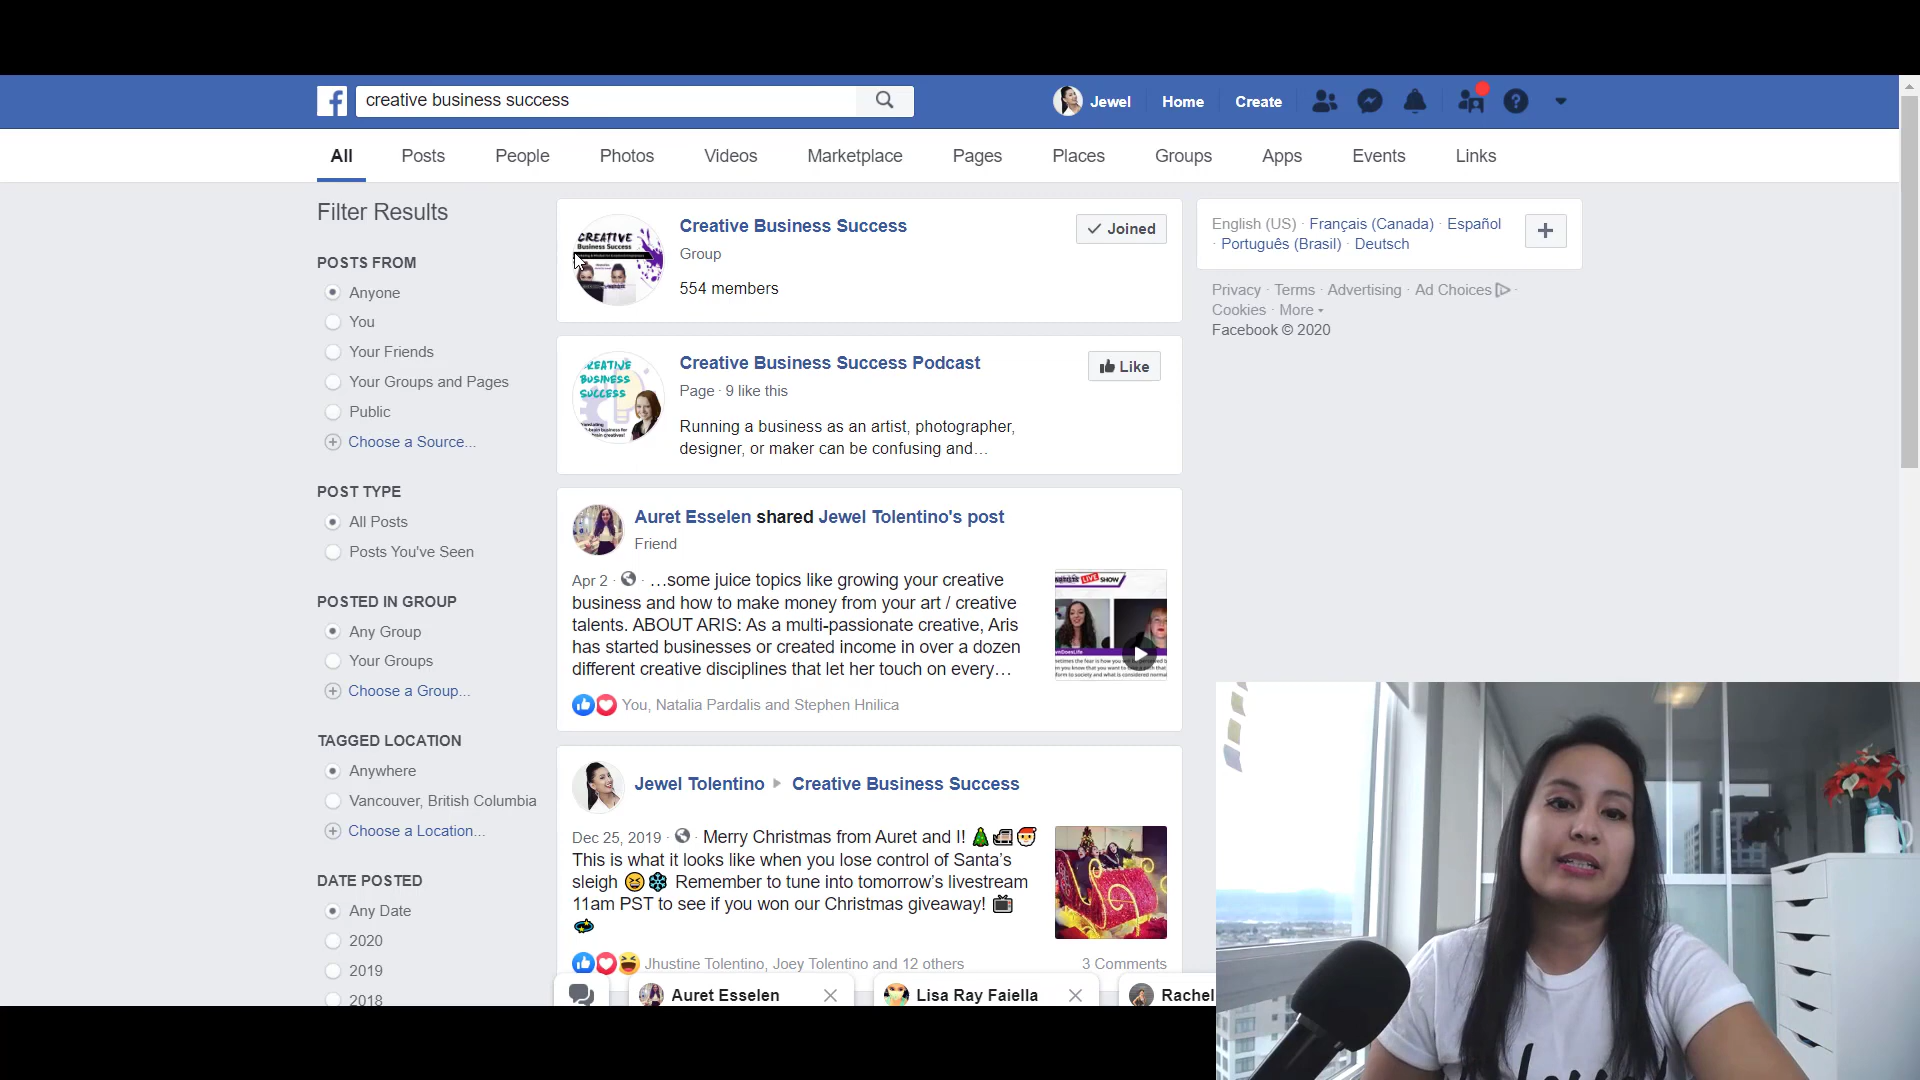 creative business success
Jewel
Home
Create
All
Posts
People
Photos
Videos
Marketplace
Pages
Places
Groups
Apps
Events
Links
Filter Results
POSTS FROM
Anyone
You
Your Friends
Your Groups and Pages
Public
Choose a Source...
POST TYPE
All Posts
Posts You've Seen
POSTED IN GROUP
Any Group
Your Groups
Choose a Group...
TAGGED LOCATION
Anywhere
Vancouver, British Columbia
Choose a Location...
DATE POSTED
Any Date
2020
2019
2018
CREATIVE
Business Success
Creative Business Success
Group
554 members
Joined
CREATIVE
BUSINESS
SUCCESS
Creative Business Success Podcast
Page · 9 like this
Running a business as an artist, photographer,
designer, or maker can be confusing and…
Like
Auret Esselen shared Jewel Tolentino's post
Friend
Apr 2 · …some juice topics like growing your creative
business and how to make money from your art / creative
talents. ABOUT ARIS: As a multi-passionate creative, Aris
has started businesses or created income in over a dozen
different creative disciplines that let her touch on every…
LIVE SHOW
You, Natalia Pardalis and Stephen Hnilica
Jewel Tolentino ▸ Creative Business Success
Dec 25, 2019 · Merry Christmas from Auret and I! 🎄🎅
This is what it looks like when you lose control of Santa's
sleigh 😆❄ Remember to tune into tomorrow's livestream
11am PST to see if you won our Christmas giveaway! 📺
Jhustine Tolentino, Joey Tolentino and 12 others
3 Comments
Auret Esselen
Lisa Ray Faiella
Rachel
English (US) · Français (Canada) · Español
· Português (Brasil) · Deutsch
Privacy · Terms · Advertising · Ad Choices ·
Cookies · More
Facebook © 2020